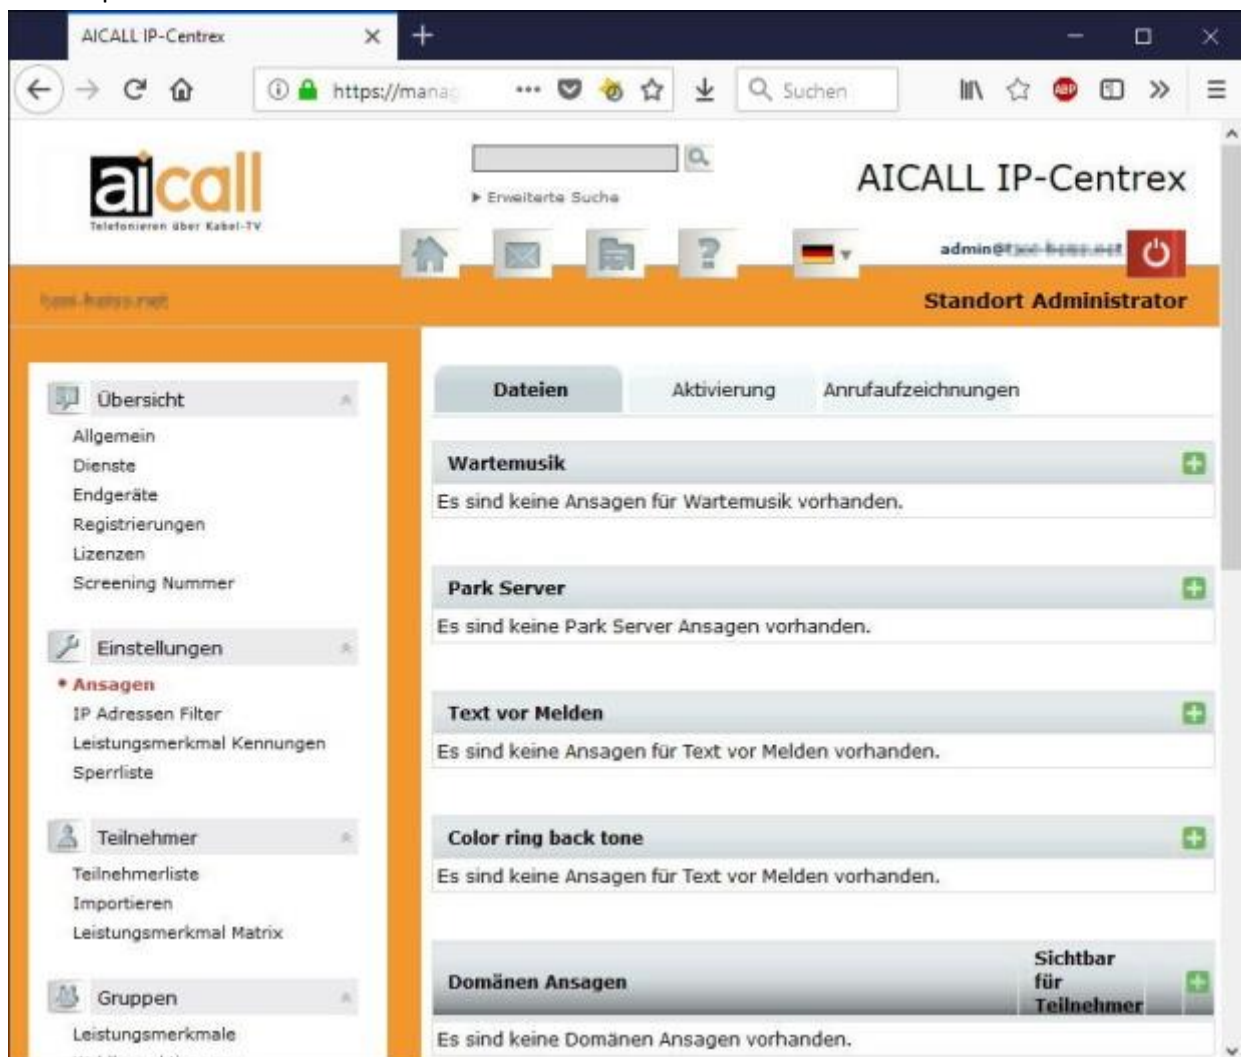 AICALL IP-Centrex
https://manag
Suchen
aicall
Telefonieren über Kabel-TV
Erweiterte Suche
AICALL IP-Centrex
?
admin@
Standort Administrator
Übersicht
Allgemein
Dienste
Endgeräte
Registrierungen
Lizenzen
Screening Nummer
Einstellungen
Ansagen
IP Adressen Filter
Leistungsmerkmal Kennungen
Sperrliste
Teilnehmer
Teilnehmerliste
Importieren
Leistungsmerkmal Matrix
Gruppen
Leistungsmerkmale
Dateien
Aktivierung
Anrufaufzeichnungen
Wartemusik
Es sind keine Ansagen für Wartemusik vorhanden.
Park Server
Es sind keine Park Server Ansagen vorhanden.
Text vor Melden
Es sind keine Ansagen für Text vor Melden vorhanden.
Color ring back tone
Es sind keine Ansagen für Text vor Melden vorhanden.
Domänen Ansagen
Sichtbar
für
Teilnehmer
Es sind keine Domänen Ansagen vorhanden.